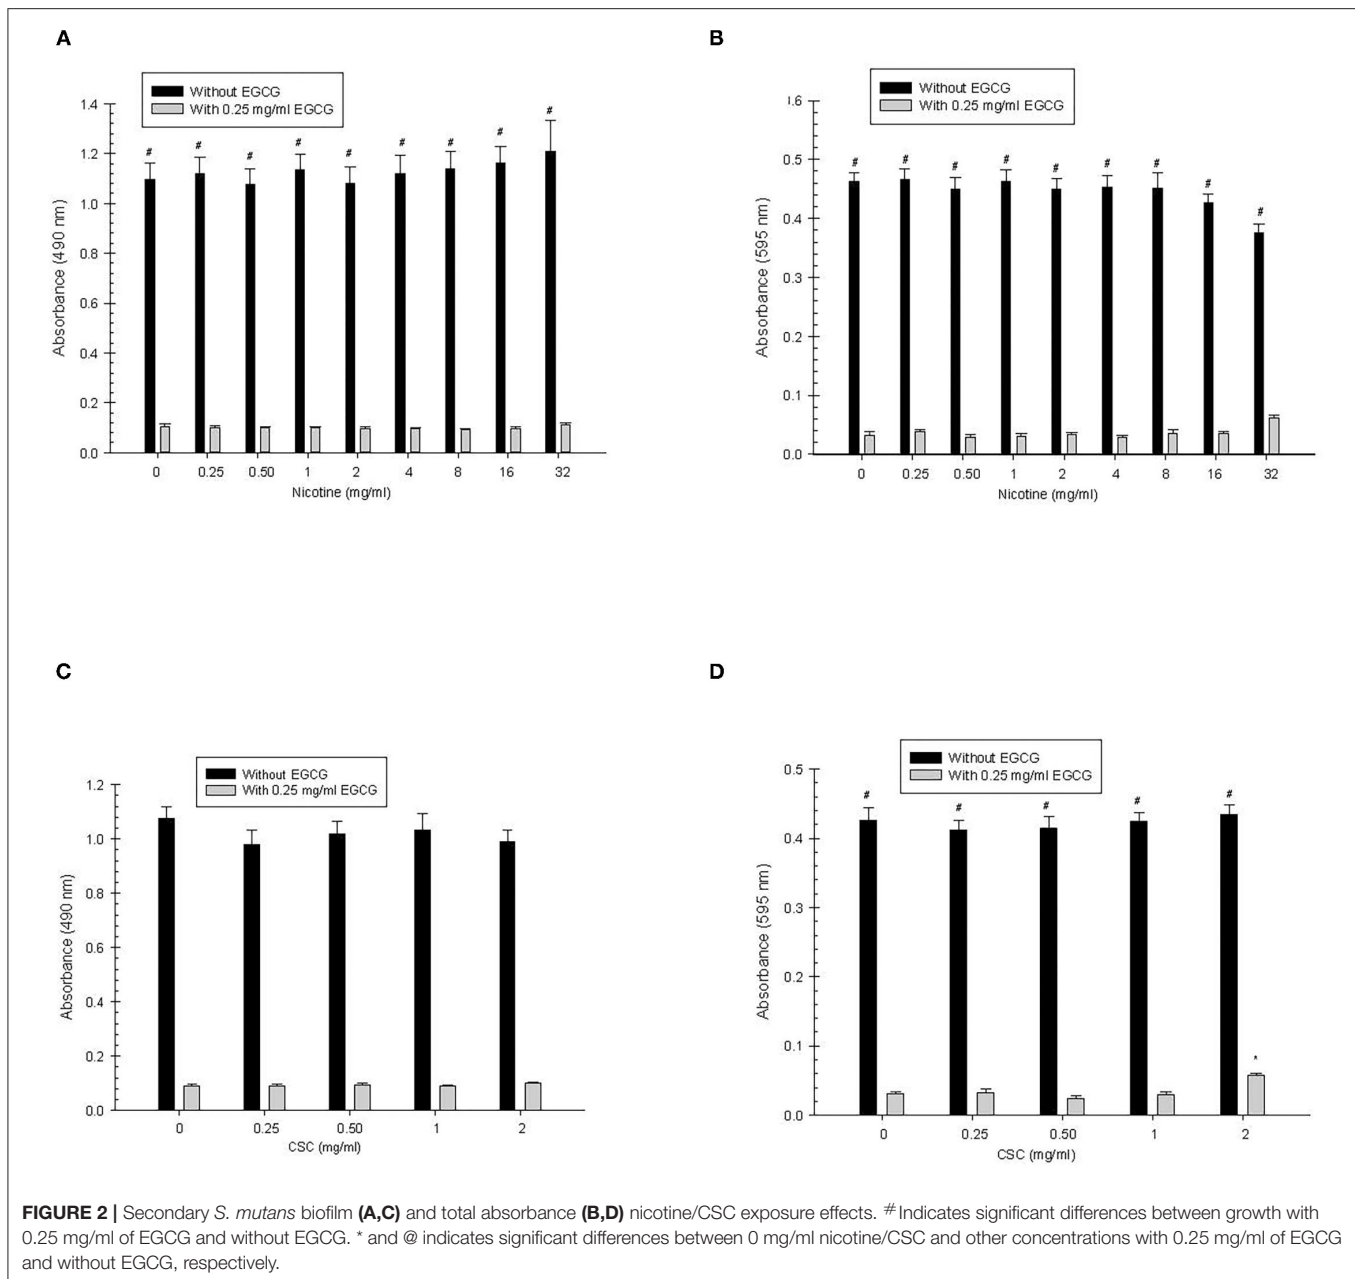 A
Without EGCG
With 0.25 mg/ml EGCG
1.4
1.2
1.0
0.8
0.6
0.4
0.2
0.0
Absorbance (490 nm)
# # # # # # # # #
0 0.25 0.50 1 2 4 8 16 32
Nicotine (mg/ml)
B
Without EGCG
With 0.25 mg/ml EGCG
1.6
0.5
0.4
0.3
0.2
0.1
0.0
Absorbance (595 nm)
# # # # # # # # #
0 0.25 0.50 1 2 4 8 16 32
Nicotine (mg/ml)
C
Without EGCG
With 0.25 mg/ml EGCG
1.2
1.0
0.8
0.6
0.4
0.2
0.0
Absorbance (490 nm)
0 0.25 0.50 1 2
CSC (mg/ml)
D
Without EGCG
With 0.25 mg/ml EGCG
0.5
0.4
0.3
0.2
0.1
0.0
Absorbance (595 nm)
# # # # #
*
0 0.25 0.50 1 2
CSC (mg/ml)
FIGURE 2 | Secondary S. mutans biofilm (A,C) and total absorbance (B,D) nicotine/CSC exposure effects. #Indicates significant differences between growth with
0.25 mg/ml of EGCG and without EGCG. * and @ indicates significant differences between 0 mg/ml nicotine/CSC and other concentrations with 0.25 mg/ml of EGCG
and without EGCG, respectively.